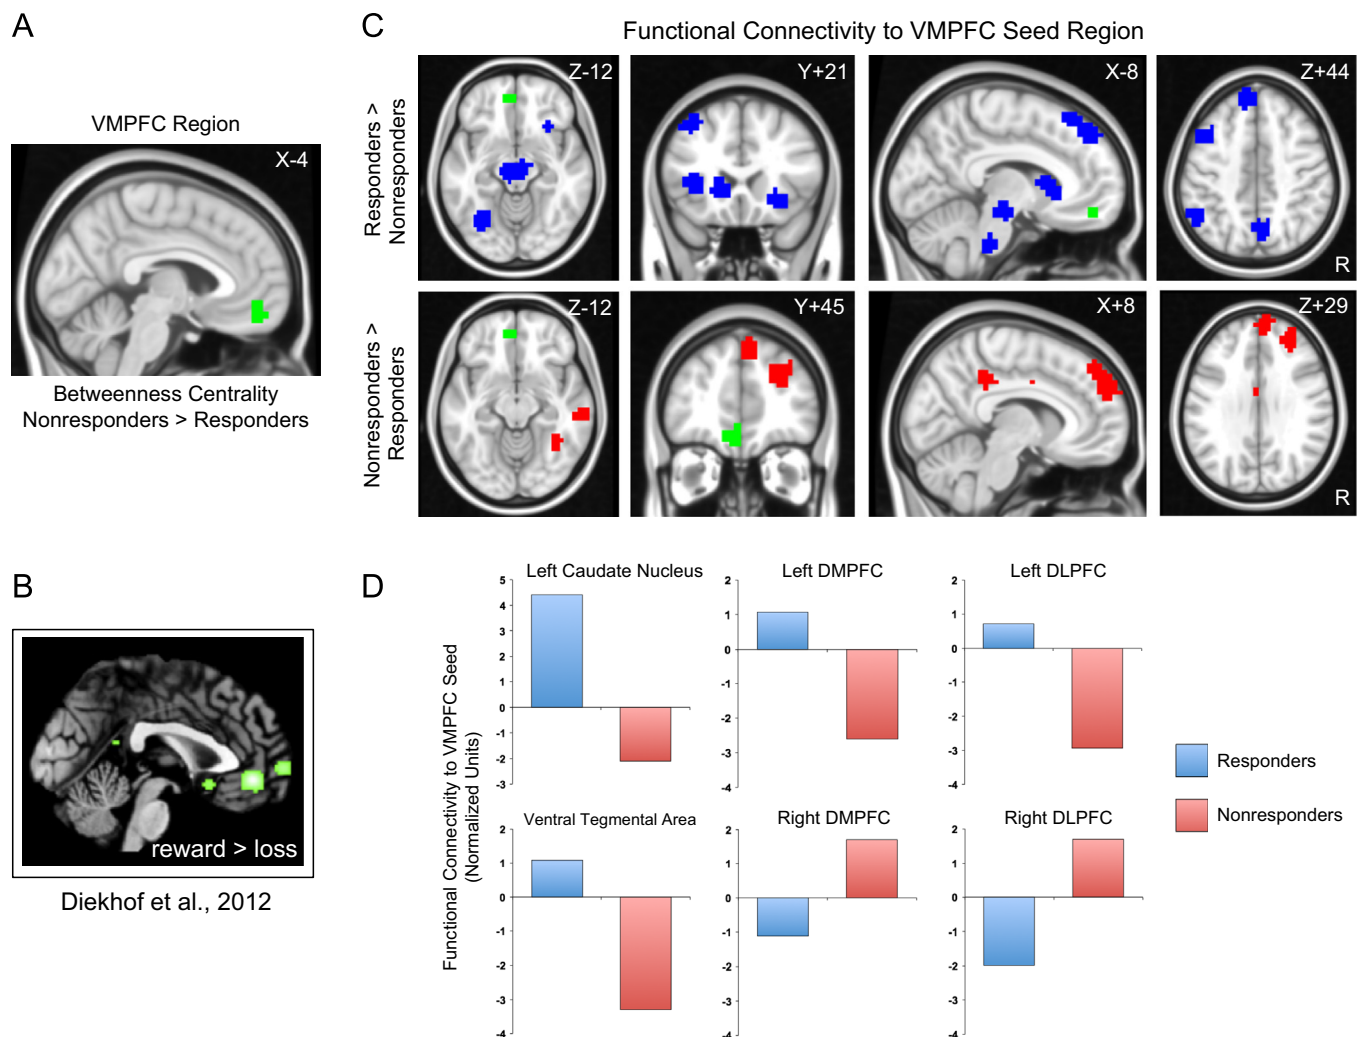 A
VMPFC Region
X-4
Betweenness Centrality
Nonresponders > Responders
B
reward > loss
Diekhof et al., 2012
C
Functional Connectivity to VMPFC Seed Region
Responders >
Nonresponders
Z-12
Y+21
X-8
Z+44
R
Nonresponders >
Responders
Z-12
Y+45
X+8
Z+29
R
D
Functional Connectivity to VMPFC Seed
(Normalized Units)
Left Caudate Nucleus
5
4
3
2
1
0
-1
-2
-3
Left DMPFC
2
1
0
-1
-2
-3
-4
Left DLPFC
2
1
0
-1
-2
-3
-4
Ventral Tegmental Area
2
1
0
-1
-2
-3
-4
Right DMPFC
2
1
0
-1
-2
-3
-4
Right DLPFC
2
1
0
-1
-2
-3
-4
Responders
Nonresponders